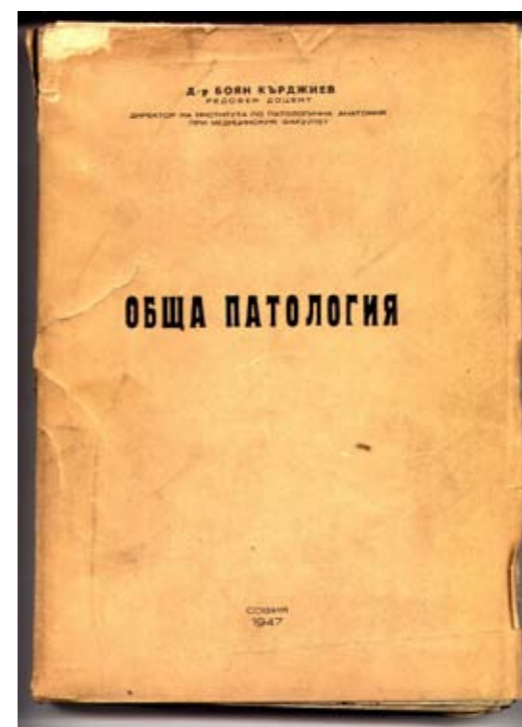 Д-р БОЯН КЪРДЖИЕВ
РЕДОВЕН ДОЦЕНТ
ДИРЕКТОР НА ИНСТИТУТА ПО ПАТОЛОГИЧНА АНАТОМИЯ
ПРИ МЕДИЦИНСКИЯ ФАКУЛТЕТ
ОБЩА ПАТОЛОГИЯ
СОФИЯ
1947